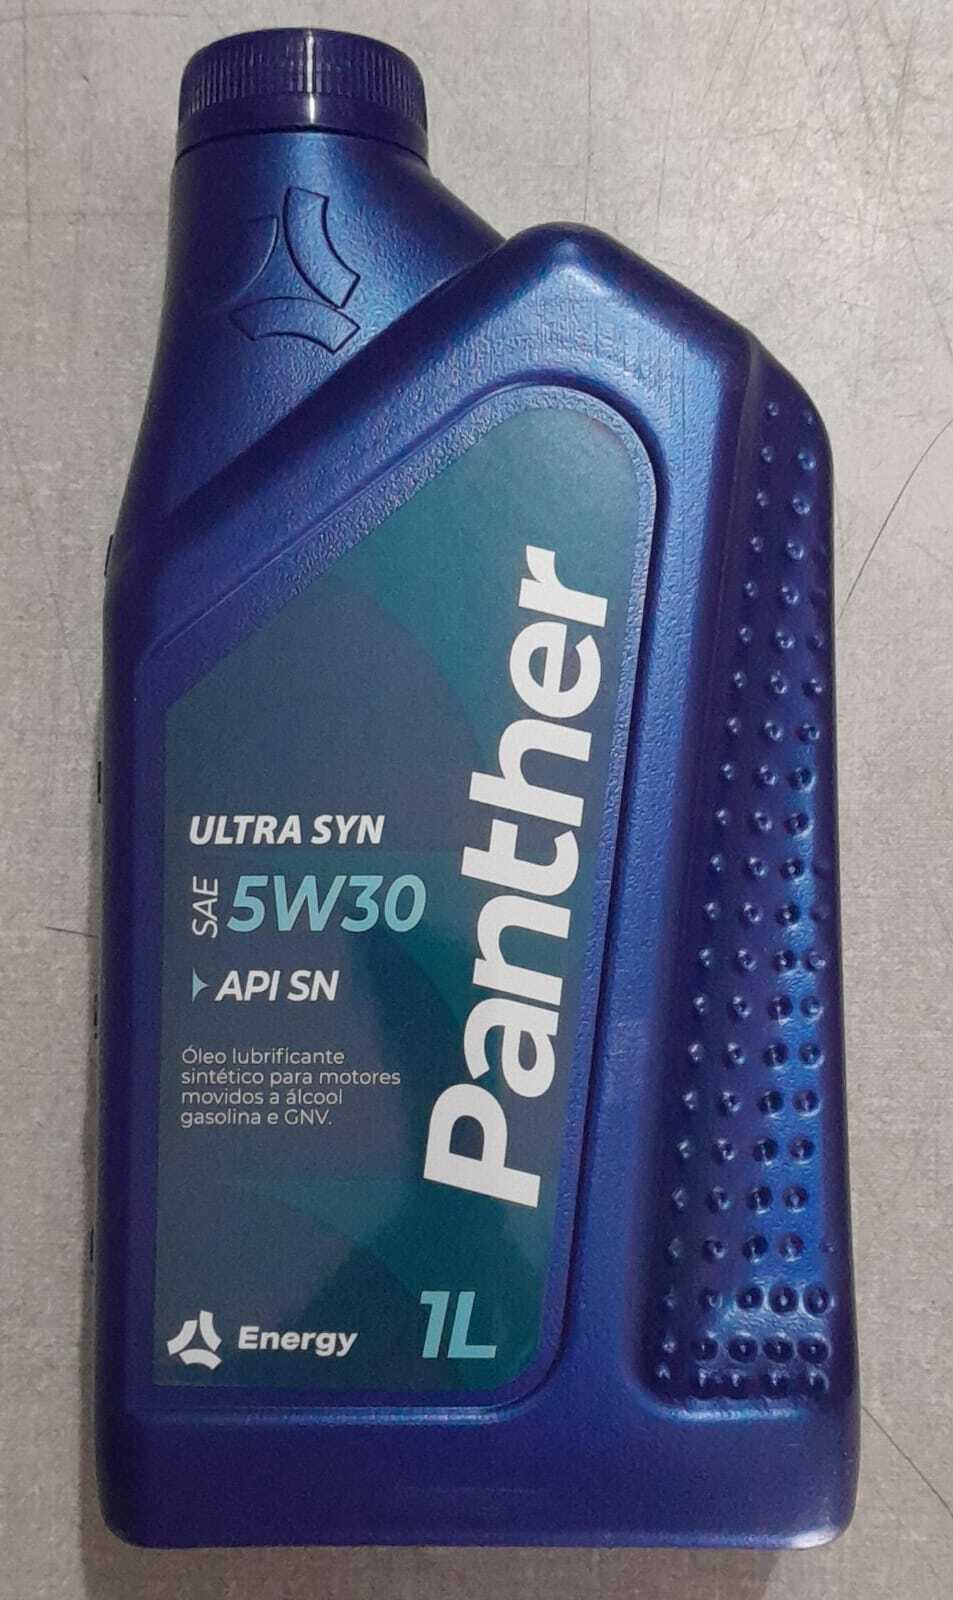 Panther
ULTRA SYN
SAE 5W30
API SN
Óleo lubrificante
sintético para motores
movidos a álcool
gasolina e GNV.
Energy
1L